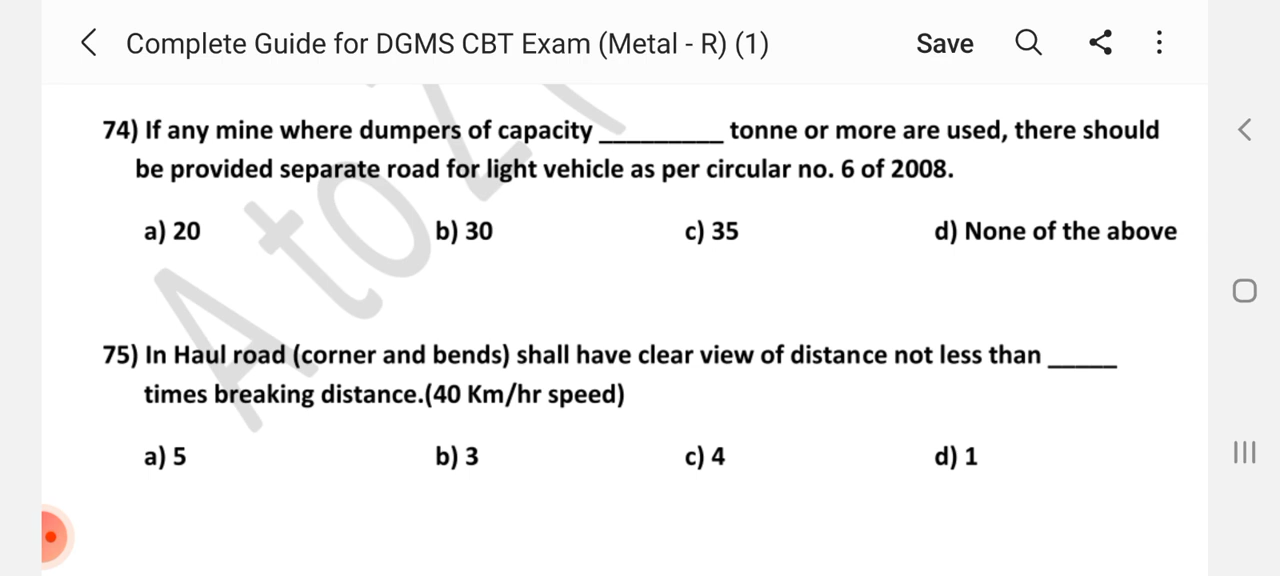 Complete Guide for DGMS CBT Exam (Metal - R) (1) Save
74) If any mine where dumpers of capacity _________ tonne or more are used, there should
be provided separate road for light vehicle as per circular no. 6 of 2008.
a) 20 b) 30 c) 35 d) None of the above
75) In Haul road (corner and bends) shall have clear view of distance not less than _____
times breaking distance.(40 Km/hr speed)
a) 5 b) 3 c) 4 d) 1
A to Z